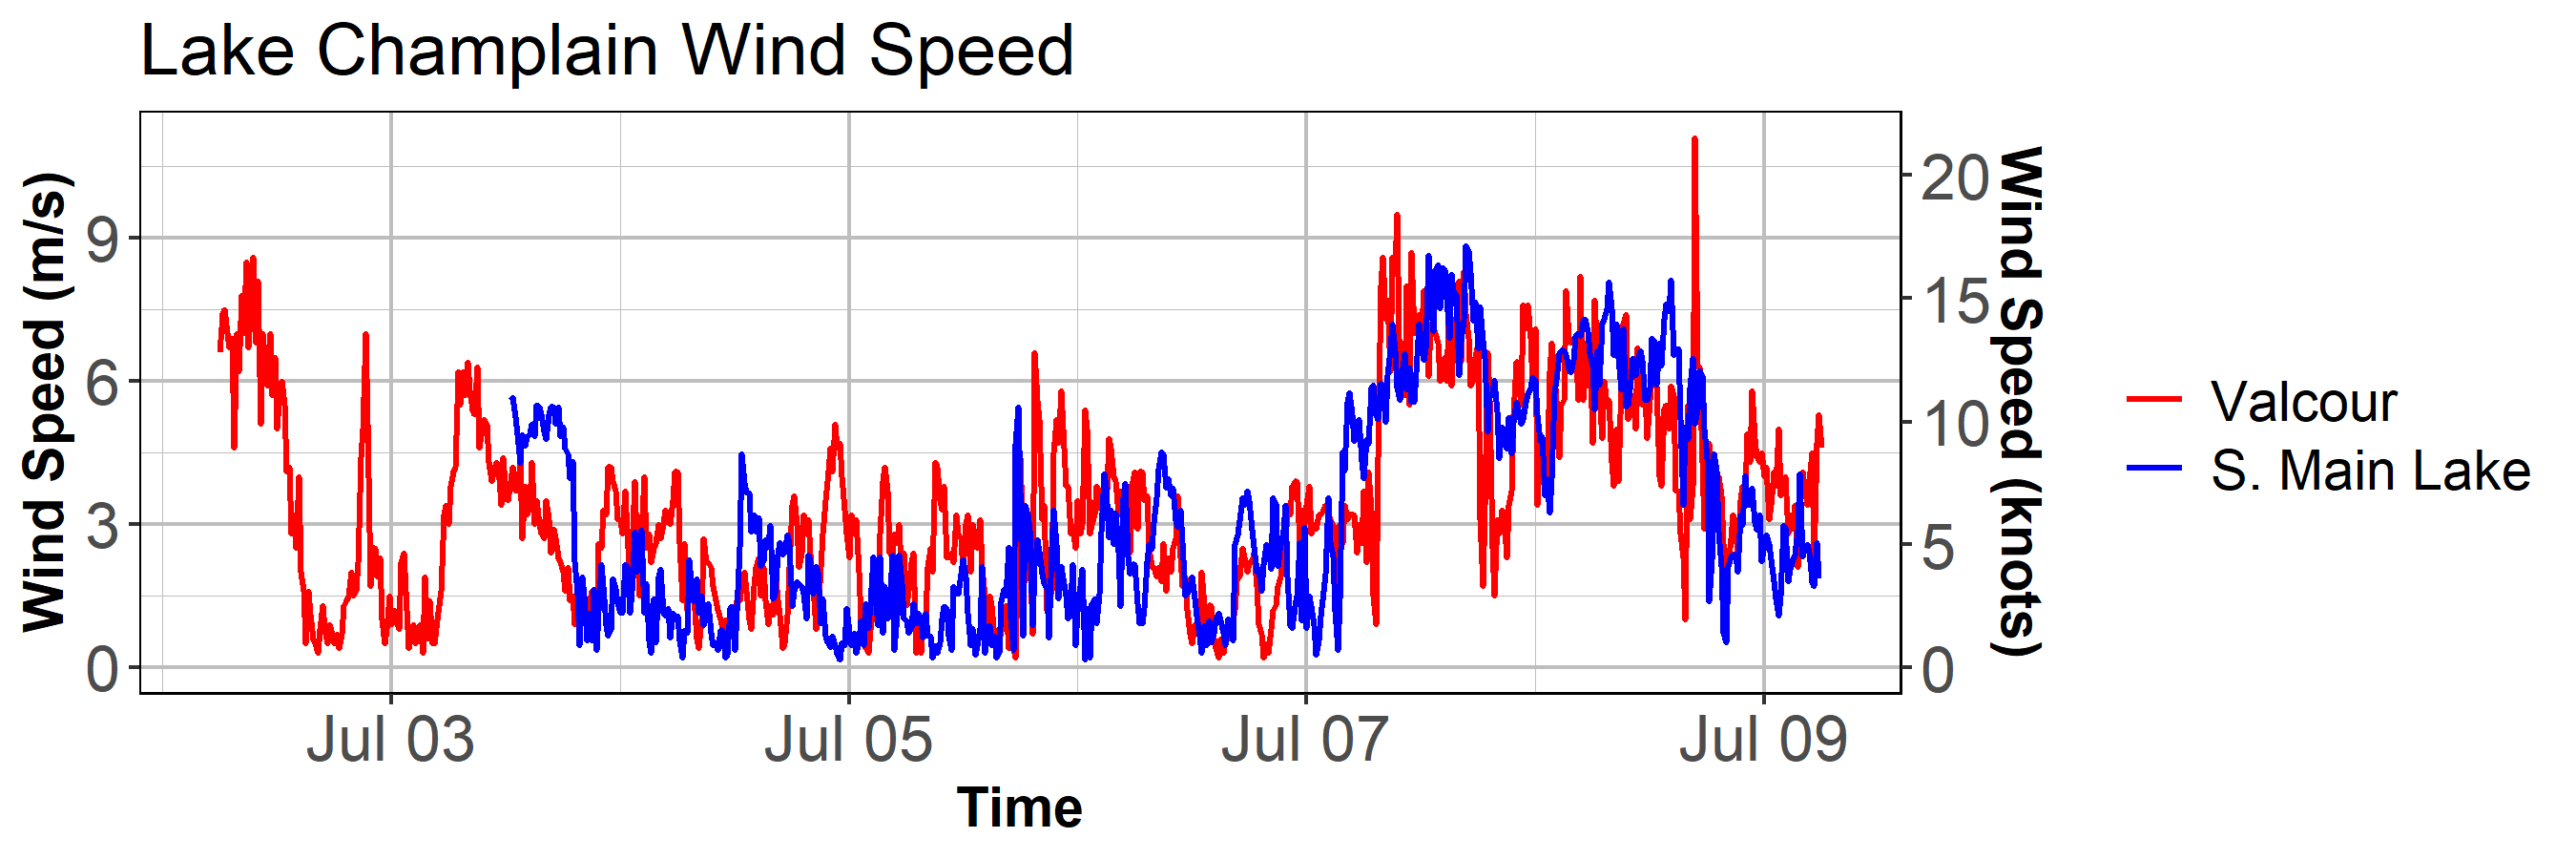 Lake Champlain Wind Speed
Wind Speed (m/s)
9
6
3
0
20
15
10
5
0
Wind Speed (knots)
Jul 03
Jul 05
Jul 07
Jul 09
Time
Valcour
S. Main Lake